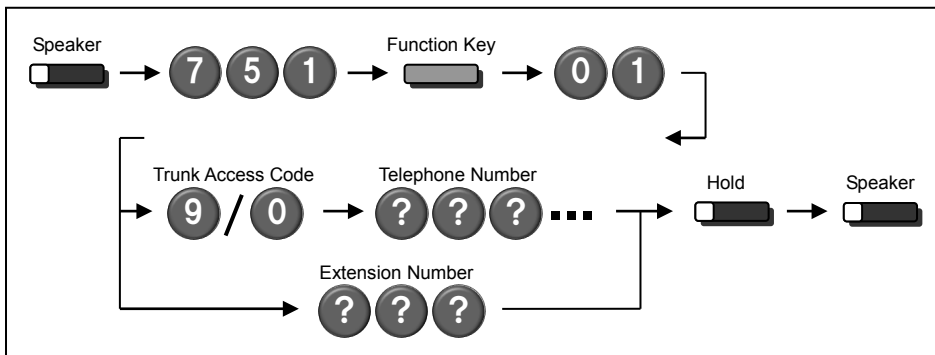 Speaker
Function Key
7 5 1
0 1
Trunk Access Code
Telephone Number
Hold
Speaker
9 / 0
? ? ? ...
Extension Number
? ? ?